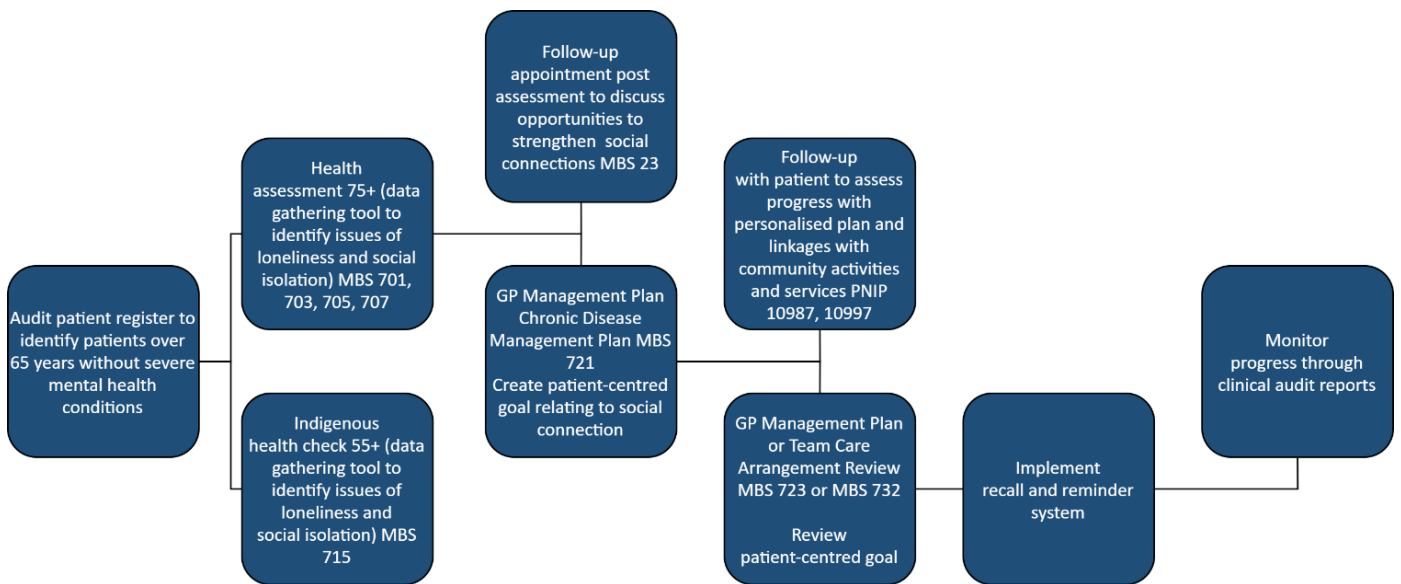 Audit patient register to
identify patients over
65 years without severe
mental health
conditions
Health
assessment 75+ (data
gathering tool to
identify issues of
loneliness and social
isolation) MBS 701,
703, 705, 707
Indigenous
health check 55+ (data
gathering tool to
identify issues of
loneliness and
social isolation) MBS
715
Follow-up
appointment post
assessment to discuss
opportunities to
strengthen social
connections MBS 23
GP Management Plan
Chronic Disease
Management Plan MBS
721
Create patient-centred
goal relating to social
connection
Follow-up
with patient to assess
progress with
personalised plan and
linkages with
community activities
and services PNIP
10987, 10997
GP Management Plan
or Team Care
Arrangement Review
MBS 723 or MBS 732
Review
patient-centred goal
Implement
recall and reminder
system
Monitor
progress through
clinical audit reports